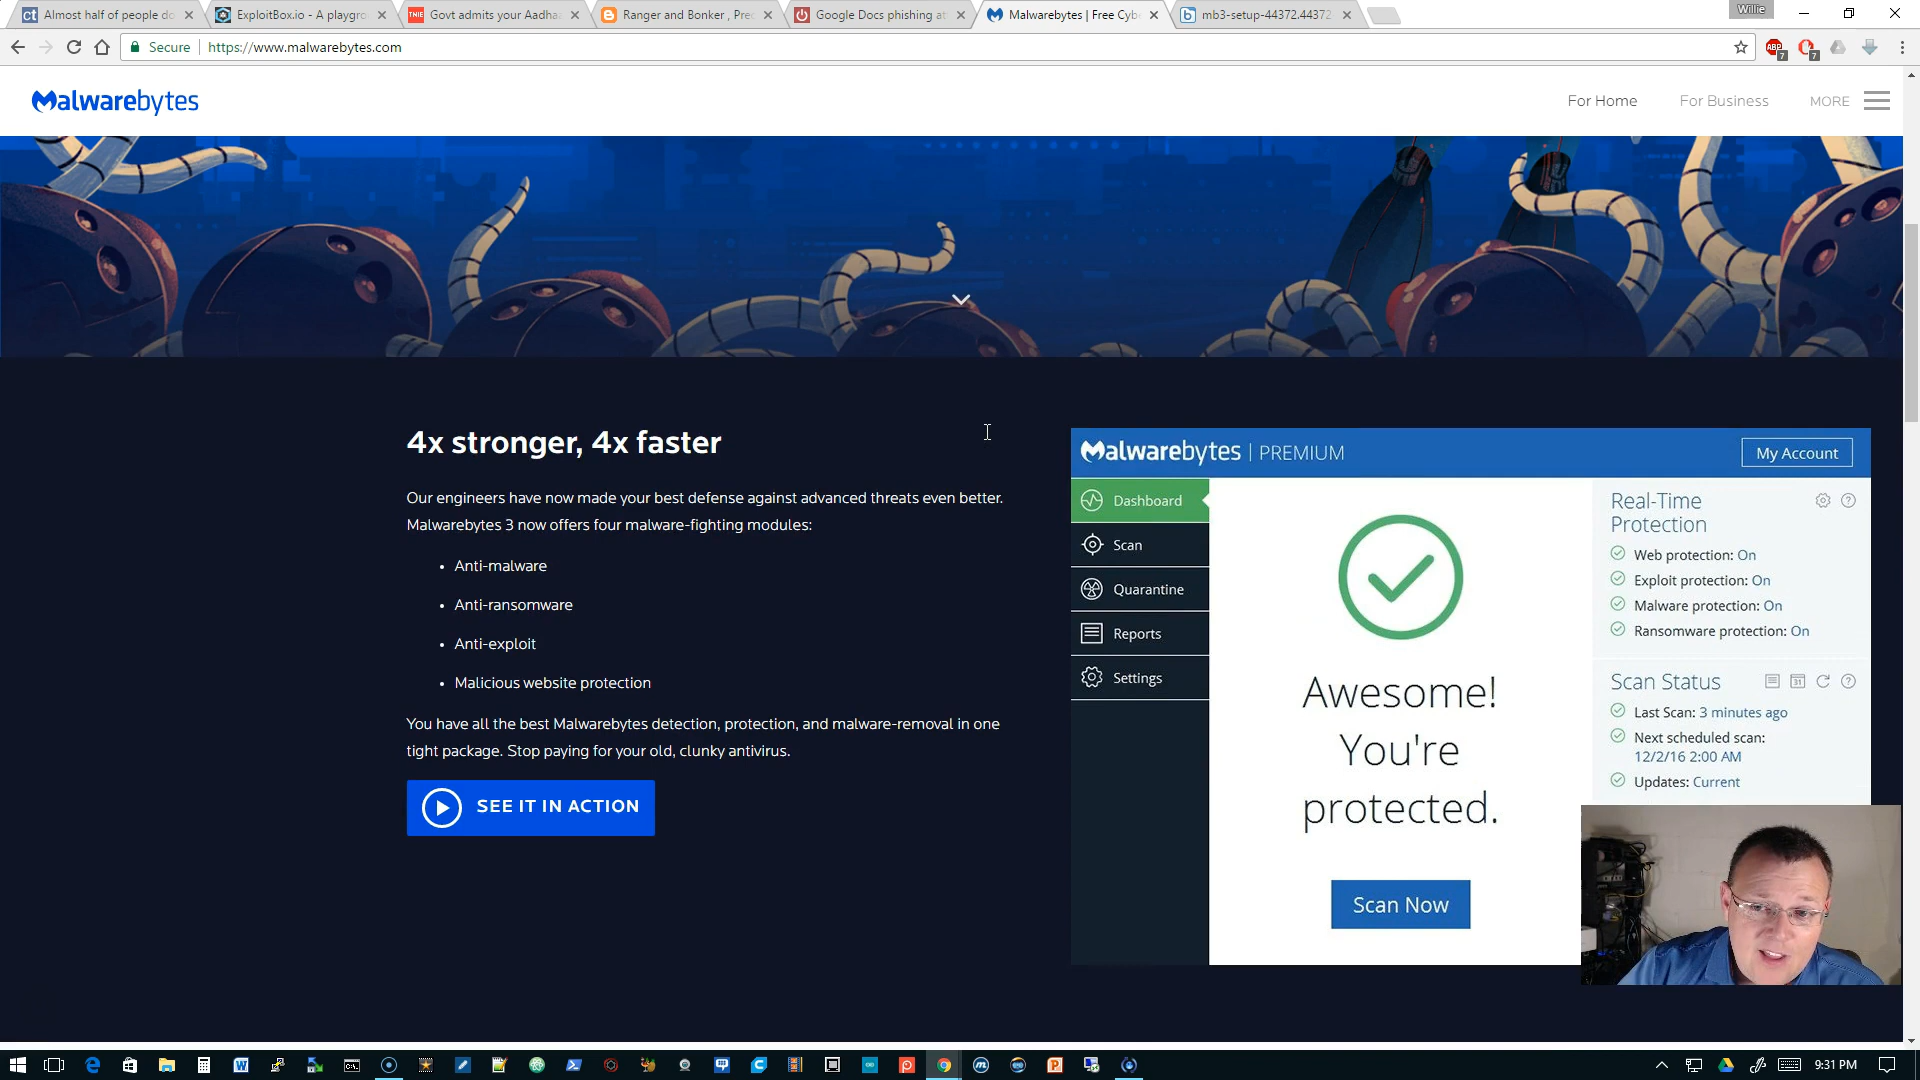 Almost half of people do
ExploitBox.io - A playgro
Govt admits your Aadhaa
Ranger and Bonker , Prec
Google Docs phishing at
Malwarebytes | Free Cyb
mb3-setup-44372.44372
Willie
Secure
https://www.malwarebytes.com
Malwarebytes
For Home
For Business
MORE
4x stronger, 4x faster
Our engineers have now made your best defense against advanced threats even better.
Malwarebytes 3 now offers four malware-fighting modules:
• Anti-malware
• Anti-ransomware
• Anti-exploit
• Malicious website protection
You have all the best Malwarebytes detection, protection, and malware-removal in one
tight package. Stop paying for your old, clunky antivirus.
SEE IT IN ACTION
Malwarebytes | PREMIUM
My Account
Dashboard
Scan
Quarantine
Reports
Settings
Awesome!
You're
protected.
Scan Now
Real-Time
Protection
Web protection: On
Exploit protection: On
Malware protection: On
Ransomware protection: On
Scan Status
31
Last Scan: 3 minutes ago
Next scheduled scan:
12/2/16 2:00 AM
Updates: Current
9:31 PM